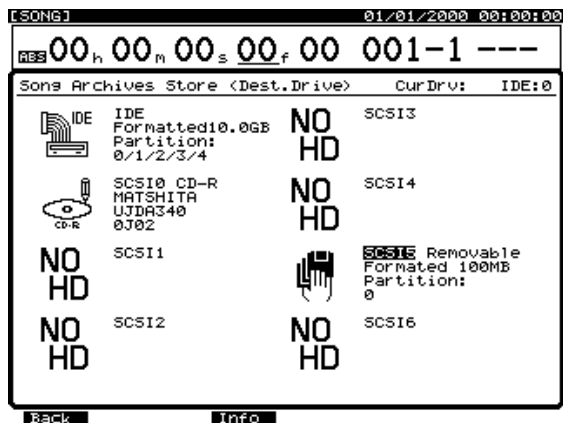 [SONG] 01/01/2000 00:00:00
ABS 00h 00m 00s 00f 00 001-1 ---
Song Archives Store <Dest.Drive> CurDrv: IDE:0
IDE
IDE
Formatted10.0GB
Partition:
0/1/2/3/4
CD-R
SCSI0 CD-R
MATSHITA
UJDA340
0J02
NO HD
SCSI1
NO HD
SCSI2
NO HD
SCSI3
NO HD
SCSI4
SCSI5 Removable
Formated 100MB
Partition:
0
NO HD
SCSI6
Back Info